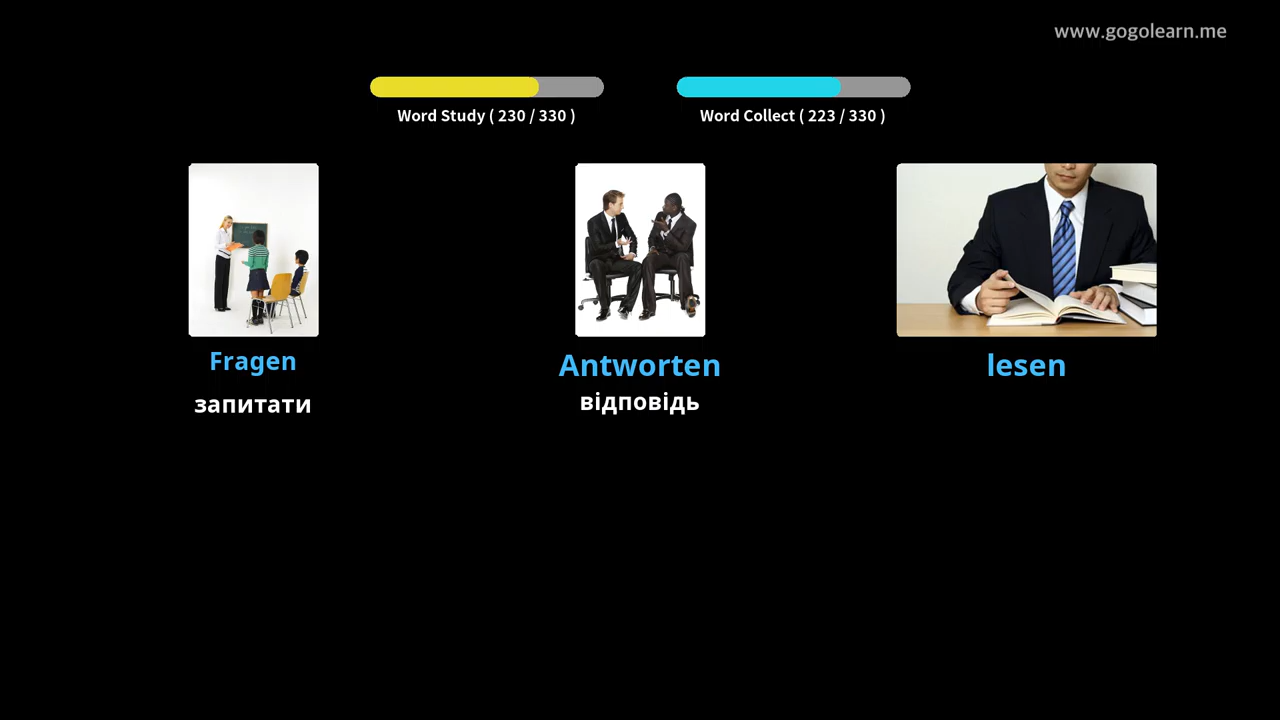 www.gogolearn.me
Word Study ( 230 / 330 )
Word Collect ( 223 / 330 )
Fragen
запитати
Antworten
відповідь
lesen